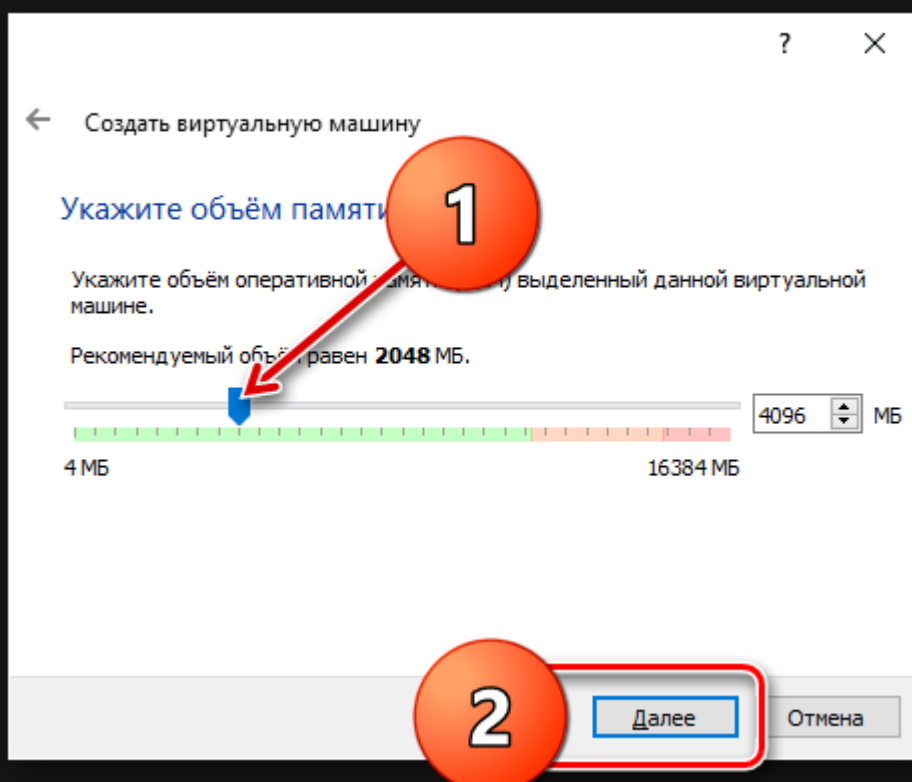 ?
Создать виртуальную машину
1
Укажите объём памяти
Укажите объём оперативной выделенный данной виртуальной
машине.
Рекомендуемый объём равен 2048 МБ.
4096 МБ
4 МБ 16384 МБ
2
Далее Отмена